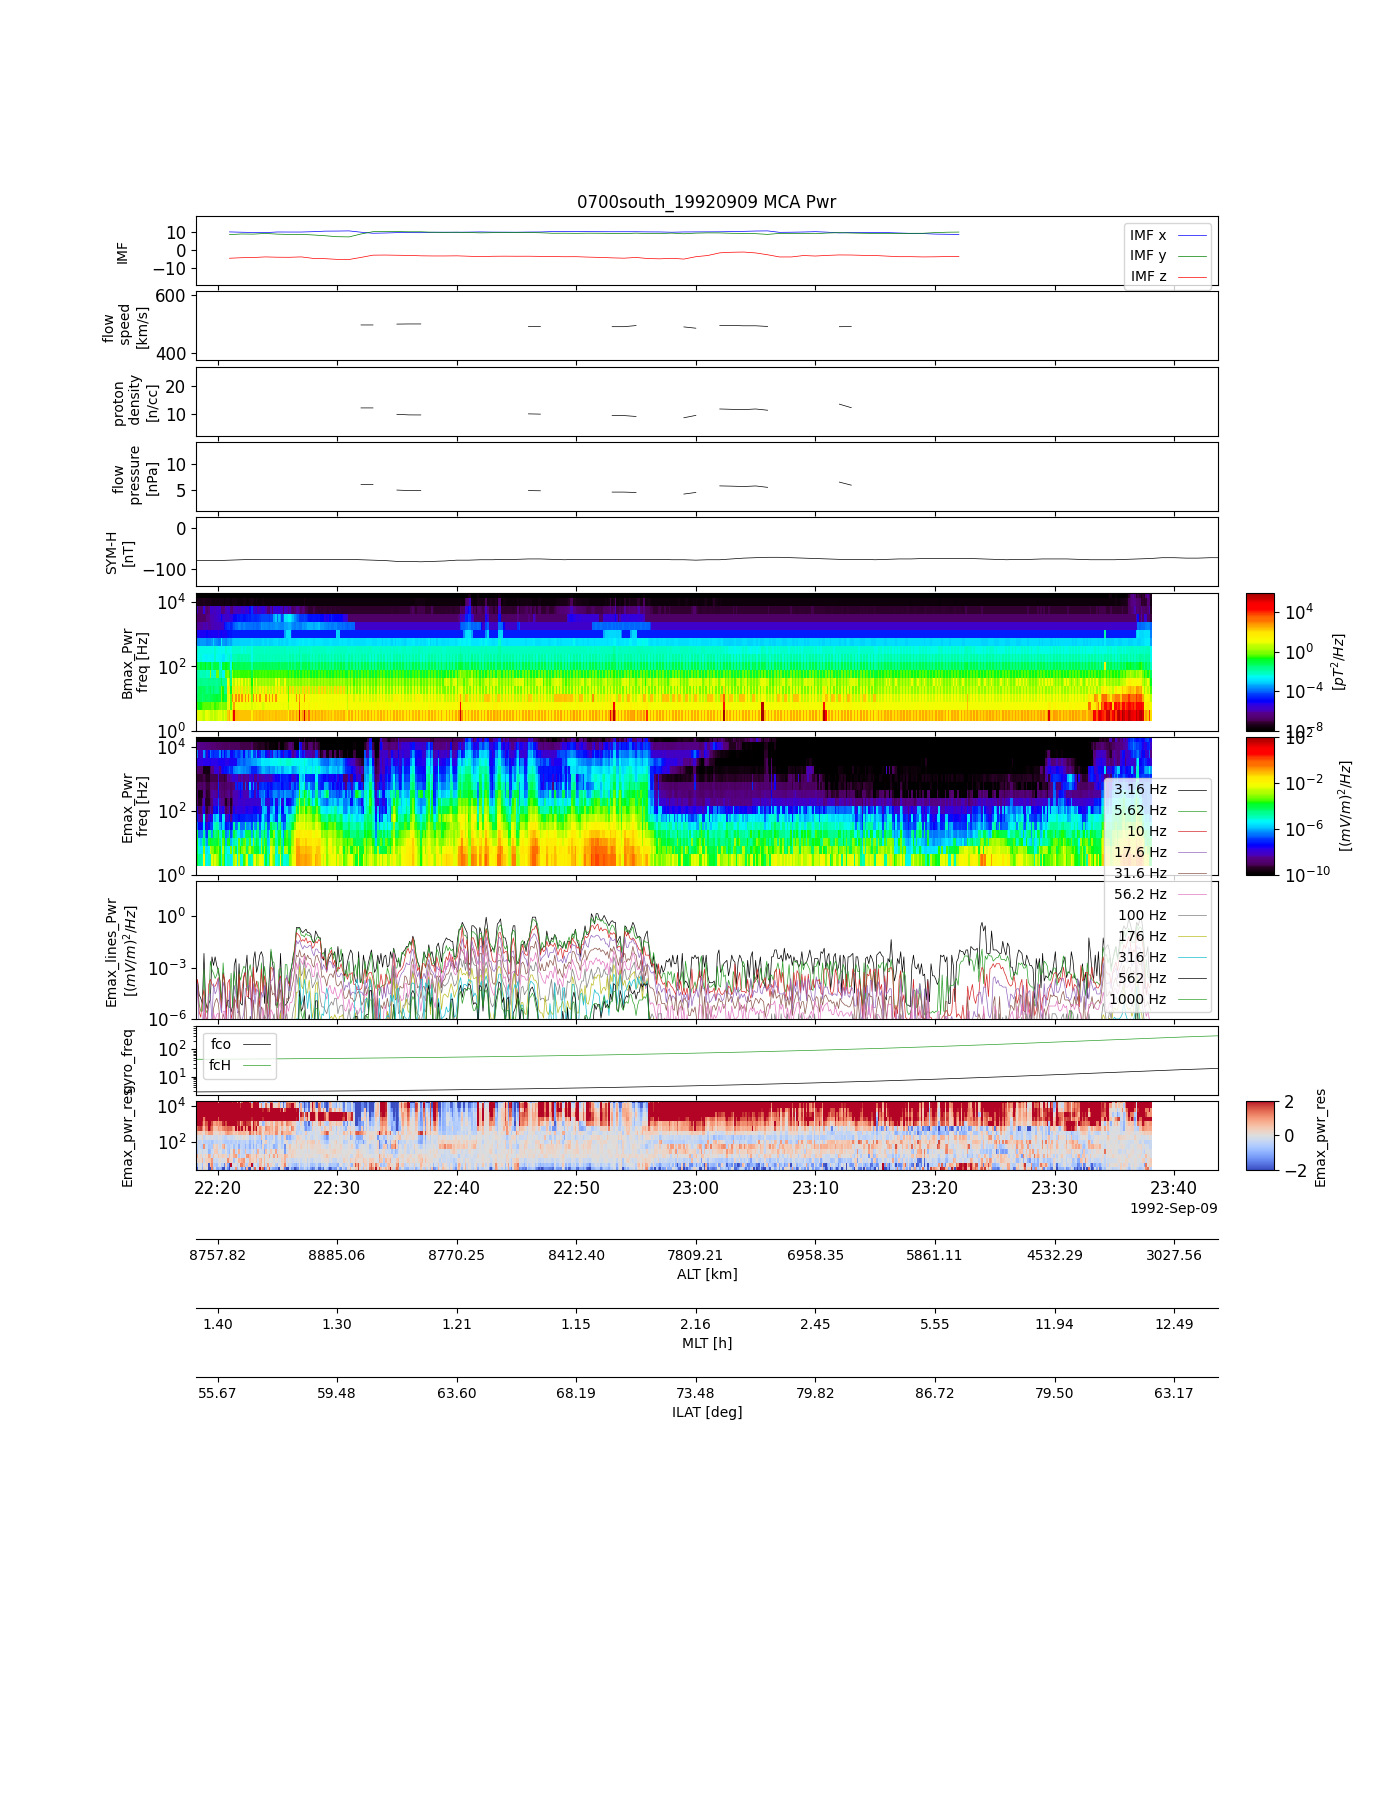 0700south_19920909 MCA Pwr
IMF
10
0
−10
IMF x
IMF y
IMF z
flow
speed
[km/s]
600
400
proton
density
[n/cc]
20
10
flow
pressure
[nPa]
10
5
SYM-H
[nT]
0
−100
Bmax_Pwr
freq [Hz]
10^4
10^2
10^0
10^4
10^0
10^−4
10^−8
[pT^2/Hz]
Emax_Pwr
freq [Hz]
10^4
10^2
10^0
10^2
10^−2
10^−6
10^−10
[(mV/m)^2/Hz]
Emax_lines_Pwr
[(mV/m)^2/Hz]
10^0
10^−3
10^−6
3.16 Hz
5.62 Hz
10 Hz
17.6 Hz
31.6 Hz
56.2 Hz
100 Hz
176 Hz
316 Hz
562 Hz
1000 Hz
gyro_freq
10^2
10^1
fco
fcH
Emax_pwr_res
10^4
10^2
2
0
−2
Emax_pwr_res
22:20 22:30 22:40 22:50 23:00 23:10 23:20 23:30 23:40
1992-Sep-09
8757.82 8885.06 8770.25 8412.40 7809.21 6958.35 5861.11 4532.29 3027.56
ALT [km]
1.40 1.30 1.21 1.15 2.16 2.45 5.55 11.94 12.49
MLT [h]
55.67 59.48 63.60 68.19 73.48 79.82 86.72 79.50 63.17
ILAT [deg]